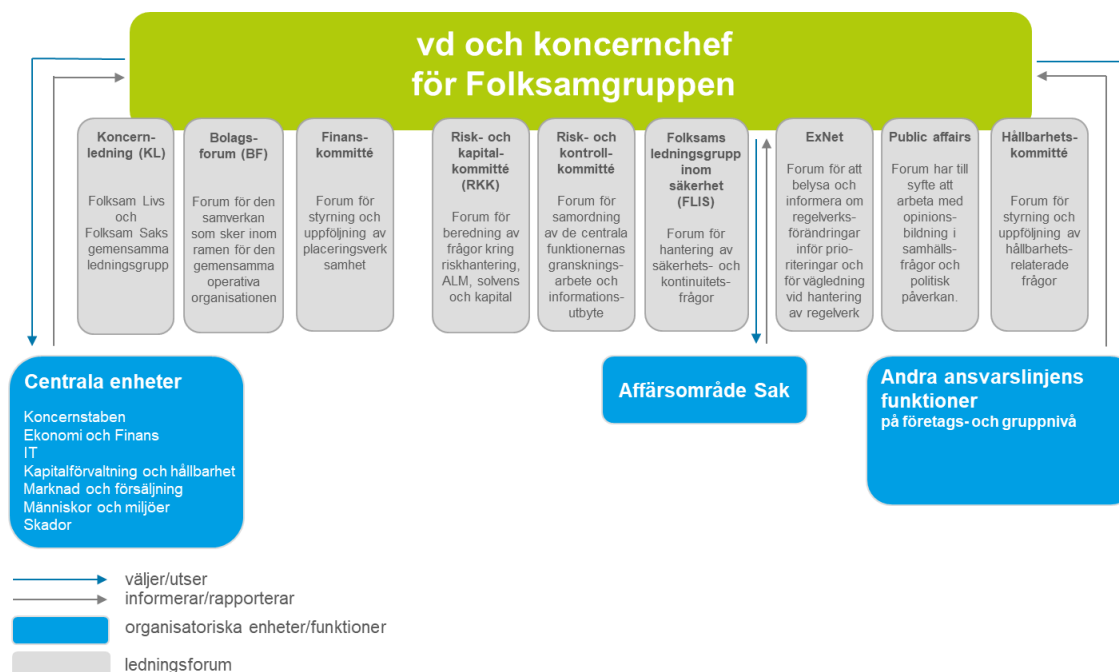 vd och koncernchef
för Folksamgruppen
Koncern-
ledning (KL)
Folksam Livs
och
Folksam Saks
gemensamma
ledningsgrupp
Bolags-
forum (BF)
Forum för den
samverkan
som sker inom
ramen för den
gemensamma
operativa
organisationen
Finans-
kommitté
Forum för
styrning och
uppföljning av
placeringsverk
samhet
Risk- och
kapital-
kommitté
(RKK)
Forum för
beredning av
frågor kring
riskhantering,
ALM, solvens
och kapital
Risk- och
kontroll-
kommitté
Forum för
samordning
av de centrala
funktionernas
gransknings-
arbete och
informations-
utbyte
Folksams
ledningsgrupp
inom
säkerhet
(FLIS)
Forum för
hantering av
säkerhets- och
kontinuitets-
frågor
ExNet
Forum för att
belysa och
informera om
regelverks-
förändringar
inför prio-
riteringar och
för vägledning
vid hantering
av regelverk
Public affairs
Forum har till
syfte att
arbeta med
opinions-
bildning i
samhälls-
frågor och
politisk
påverkan.
Hållbarhets-
kommitté
Forum för
styrning och
uppföljning av
hållbarhets-
relaterade
frågor
Centrala enheter
Koncernstaben
Ekonomi och Finans
IT
Kapitalförvaltning och hållbarhet
Marknad och försäljning
Människor och miljöer
Skador
Affärsområde Sak
Andra ansvarslinjens
funktioner
på företags- och gruppnivå
väljer/utser
informerar/rapporterar
organisatoriska enheter/funktioner
ledningsforum